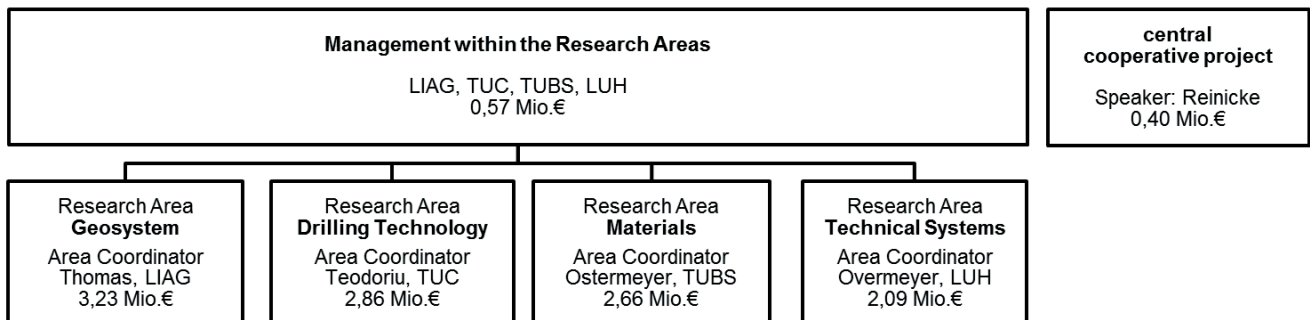 Management within the Research Areas
LIAG, TUC, TUBS, LUH
0,57 Mio.€
central
cooperative project
Speaker: Reinicke
0,40 Mio.€
Research Area
Geosystem
Area Coordinator
Thomas, LIAG
3,23 Mio.€
Research Area
Drilling Technology
Area Coordinator
Teodoriu, TUC
2,86 Mio.€
Research Area
Materials
Area Coordinator
Ostermeyer, TUBS
2,66 Mio.€
Research Area
Technical Systems
Area Coordinator
Overmeyer, LUH
2,09 Mio.€